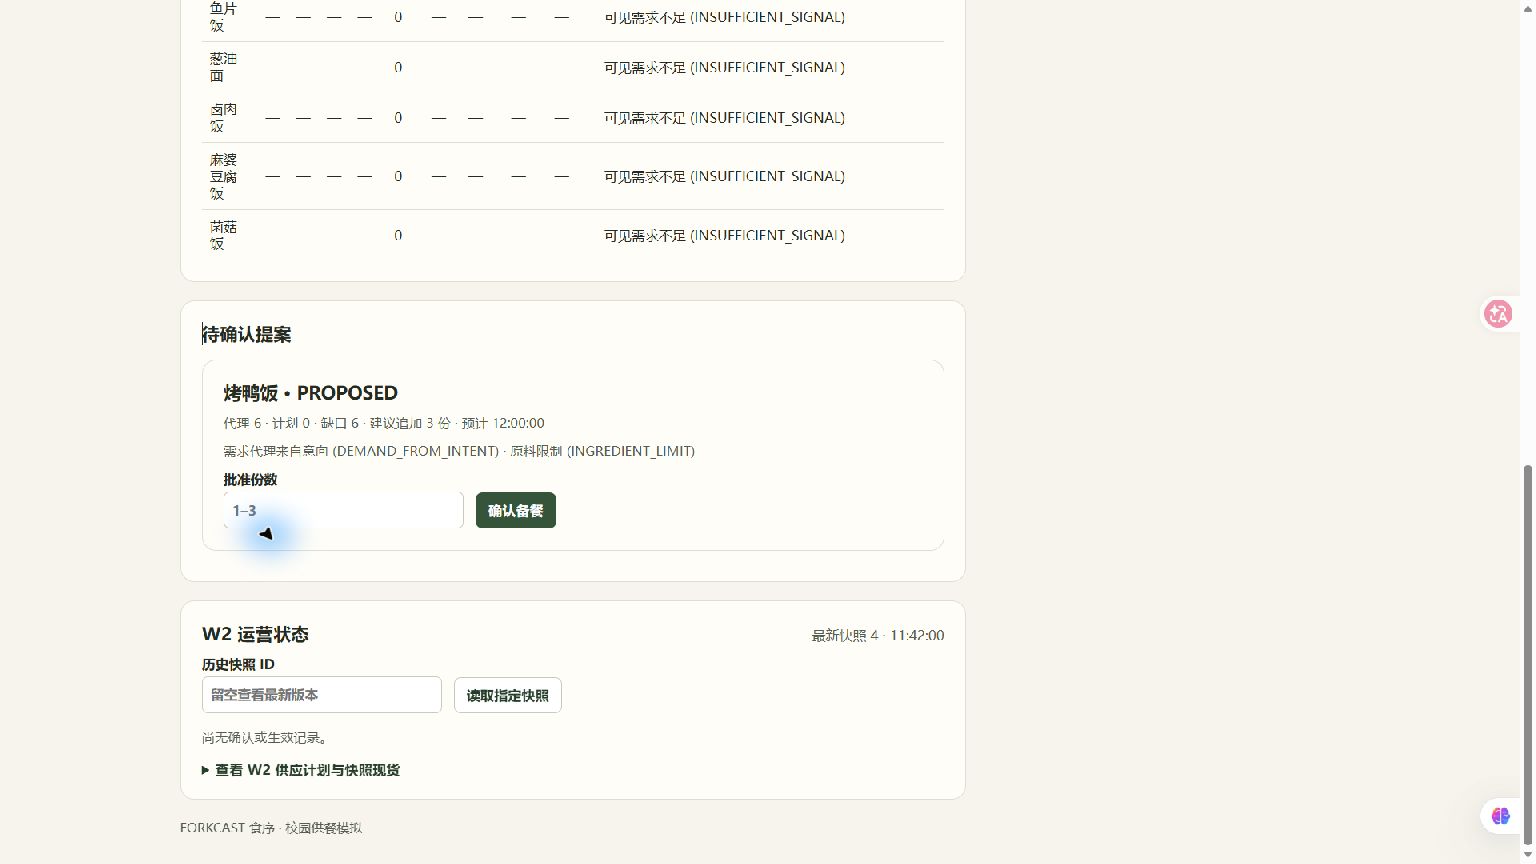 鱼片
饭 — — — — 0 — — — — 可见需求不足 (INSUFFICIENT_SIGNAL)
葱油
面 0 可见需求不足 (INSUFFICIENT_SIGNAL)
卤肉
饭 — — — — 0 — — — — 可见需求不足 (INSUFFICIENT_SIGNAL)
麻婆
豆腐 — — — — 0 — — — — 可见需求不足 (INSUFFICIENT_SIGNAL)
饭
菌菇
饭 0 可见需求不足 (INSUFFICIENT_SIGNAL)
待确认提案
烤鸭饭 • PROPOSED
代理 6 · 计划 0 · 缺口 6 · 建议追加 3 份 · 预计 12:00:00
需求代理来自意向 (DEMAND_FROM_INTENT) · 原料限制 (INGREDIENT_LIMIT)
批准份数
1–3 确认备餐
W2 运营状态 最新快照 4 · 11:42:00
历史快照 ID
留空查看最新版本 读取指定快照
尚无确认或生效记录。
▶ 查看 W2 供应计划与快照现货
FORKCAST 食序 · 校园供餐模拟